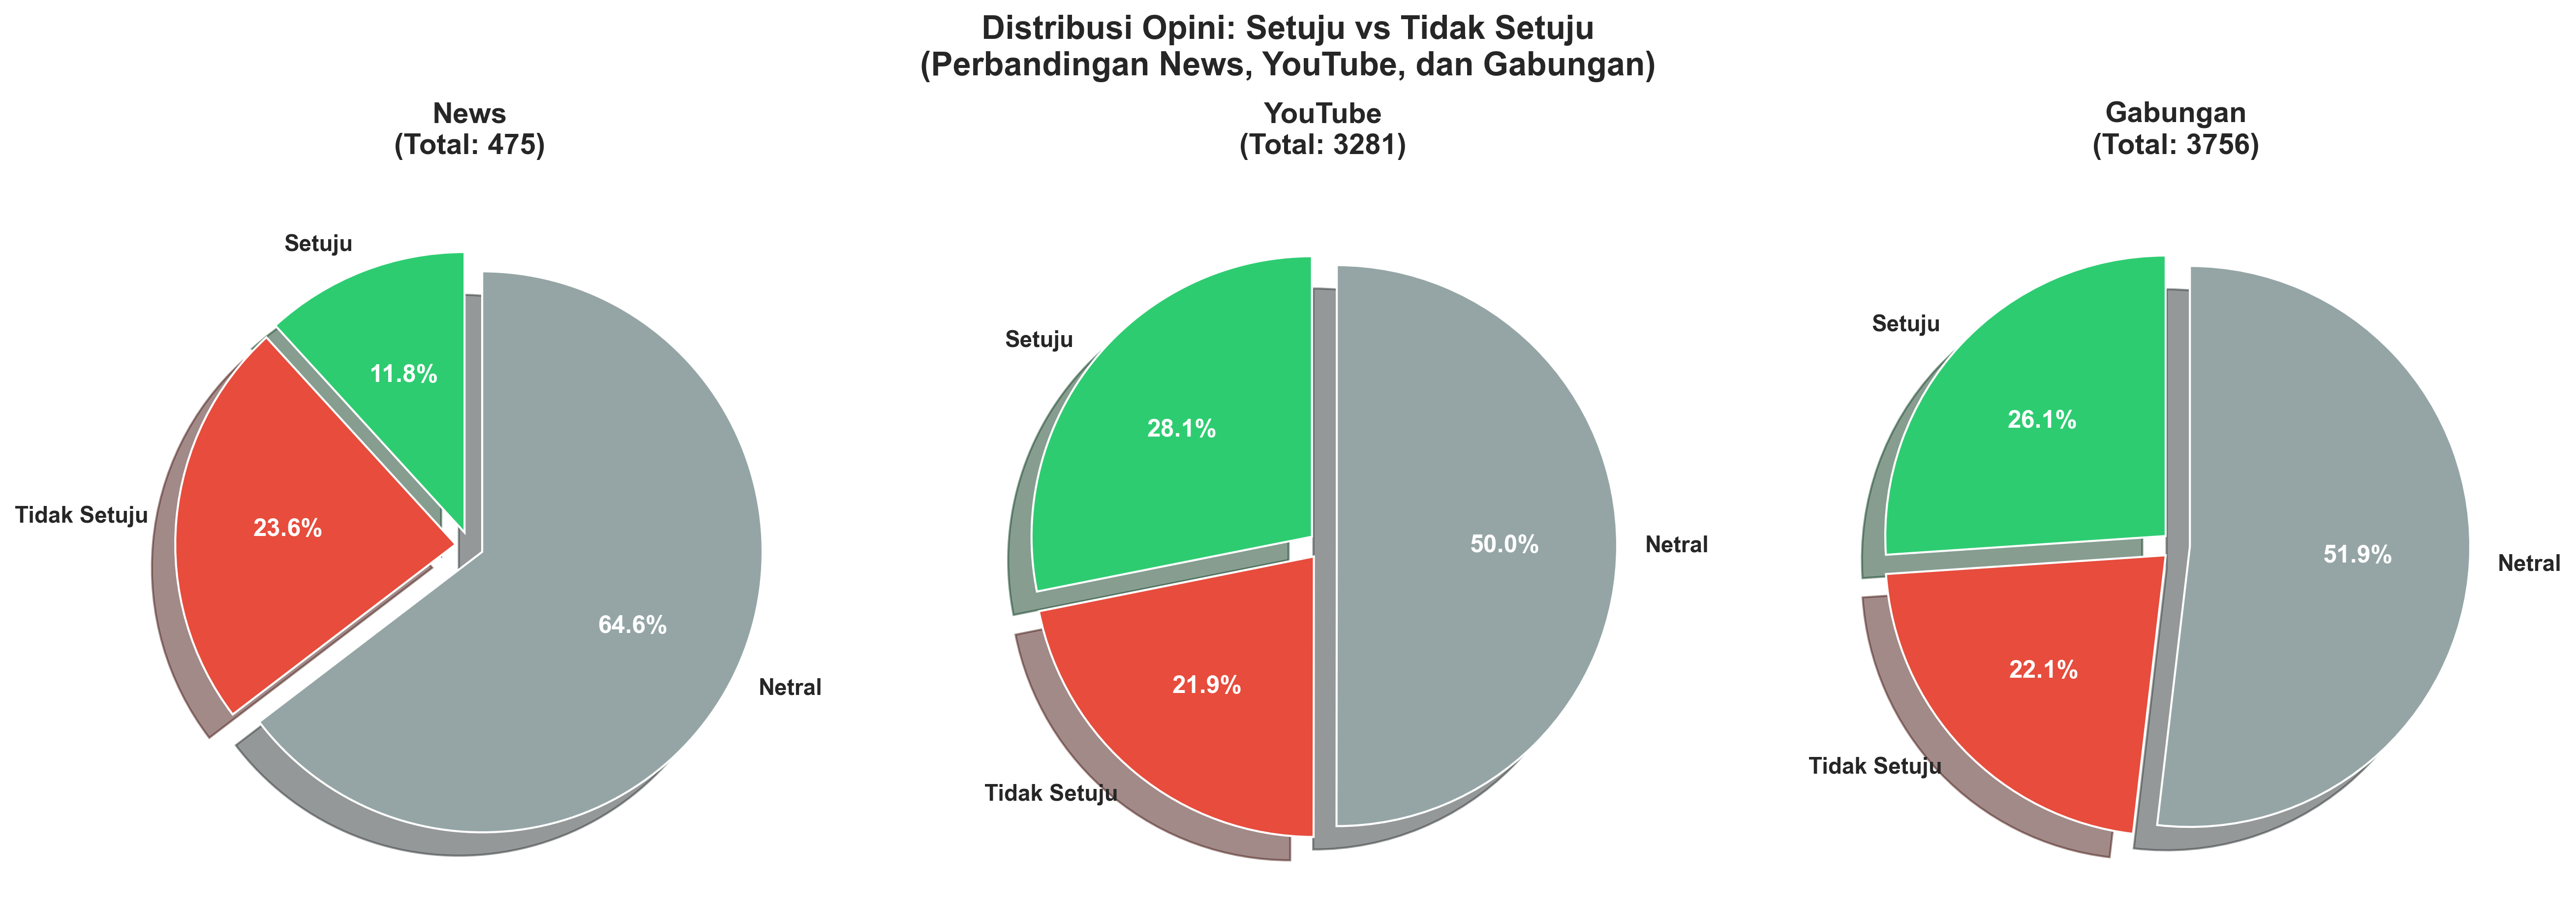 Distribusi Opini: Setuju vs Tidak Setuju
(Perbandingan News, YouTube, dan Gabungan)
News
(Total: 475)
Setuju
11.8%
Tidak Setuju
23.6%
64.6%
Netral
YouTube
(Total: 3281)
Setuju
28.1%
50.0%
Netral
21.9%
Tidak Setuju
Gabungan
(Total: 3756)
Setuju
26.1%
51.9%
Netral
22.1%
Tidak Setuju